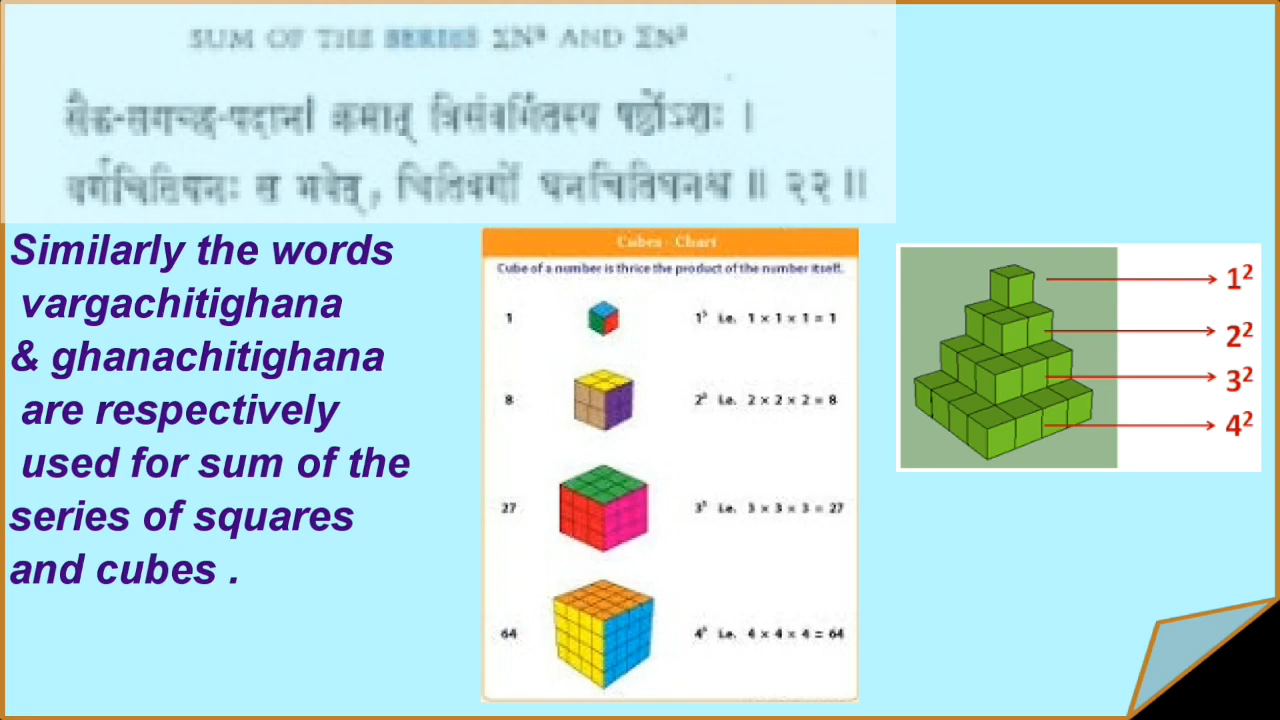 SUM OF THE SERIES ΣN² AND ΣN³
सैक-सगच्छ-पदानां क्रमात् त्रिसंवर्गितस्य षष्ठोंऽशः ।
वर्गचितिघनः स भवेत्, चितिवर्गो घनचितिघनश्च ॥ २२ ॥
Similarly the words
vargachitighana
& ghanachitighana
are respectively
used for sum of the
series of squares
and cubes .
Cubes - Chart
Cube of a number is thrice the product of the number itself.
1 1³ i.e. 1 × 1 × 1 = 1
8 2³ i.e. 2 × 2 × 2 = 8
27 3³ i.e. 3 × 3 × 3 = 27
64 4³ i.e. 4 × 4 × 4 = 64
1²
2²
3²
4²